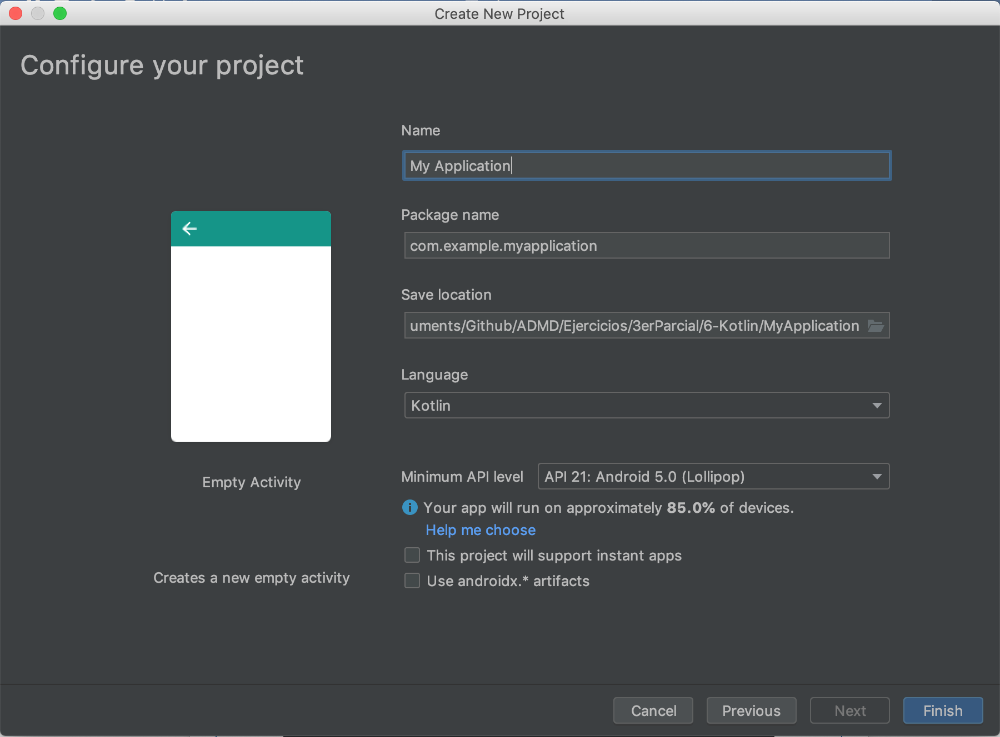 Create New Project
Configure your project
Name
My Application
Package name
com.example.myapplication
Save location
uments/Github/ADMD/Ejercicios/3erParcial/6-Kotlin/MyApplication
Language
Kotlin
Minimum API level API 21: Android 5.0 (Lollipop)
Your app will run on approximately 85.0% of devices.
Help me choose
This project will support instant apps
Use androidx.* artifacts
Empty Activity
Creates a new empty activity
Cancel Previous Next Finish